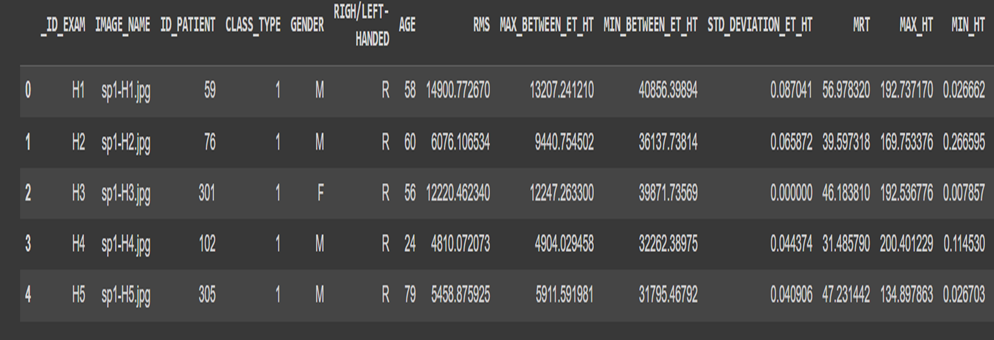 _ID_EXAM IMAGE_NAME ID_PATIENT CLASS_TYPE GENDER RIGH/LEFT-HANDED AGE RMS MAX_BETWEEN_ET_HT MIN_BETWEEN_ET_HT STD_DEVIATION_ET_HT MRT MAX_HT MIN_HT
0 H1 sp1-H1.jpg 59 1 M R 58 14900.772670 13207.241210 40856.39894 0.087041 56.978320 192.737170 0.026662
1 H2 sp1-H2.jpg 76 1 M R 60 6076.106534 9440.754502 36137.73814 0.065872 39.597318 169.753376 0.266595
2 H3 sp1-H3.jpg 301 1 F R 56 12220.462340 12247.263300 39871.73569 0.000000 46.183810 192.536776 0.007857
3 H4 sp1-H4.jpg 102 1 M R 24 4810.072073 4904.029458 32262.38975 0.044374 31.485790 200.401229 0.114530
4 H5 sp1-H5.jpg 305 1 M R 79 5458.875925 5911.591981 31795.46792 0.040906 47.231442 134.897863 0.026703